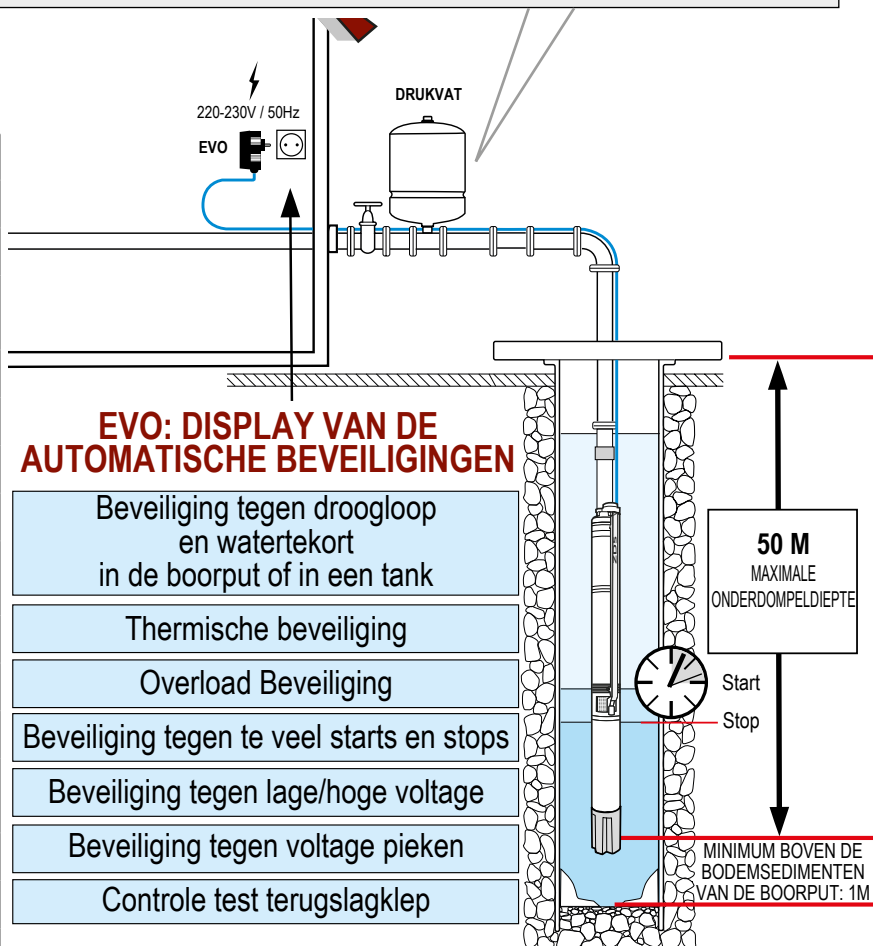 220-230V / 50Hz
EVO
DRUKVAT
EVO: DISPLAY VAN DE
AUTOMATISCHE BEVEILIGINGEN
Beveiliging tegen droogloop
en watertekort
in de boorput of in een tank
Thermische beveiliging
Overload Beveiliging
Beveiliging tegen te veel starts en stops
Beveiliging tegen lage/hoge voltage
Beveiliging tegen voltage pieken
Controle test terugslagklep
ZDS
50 M
MAXIMALE
ONDERDOMPELDIEPTE
Start
Stop
MINIMUM BOVEN DE
BODEMSEDIMENTEN
VAN DE BOORPUT: 1M